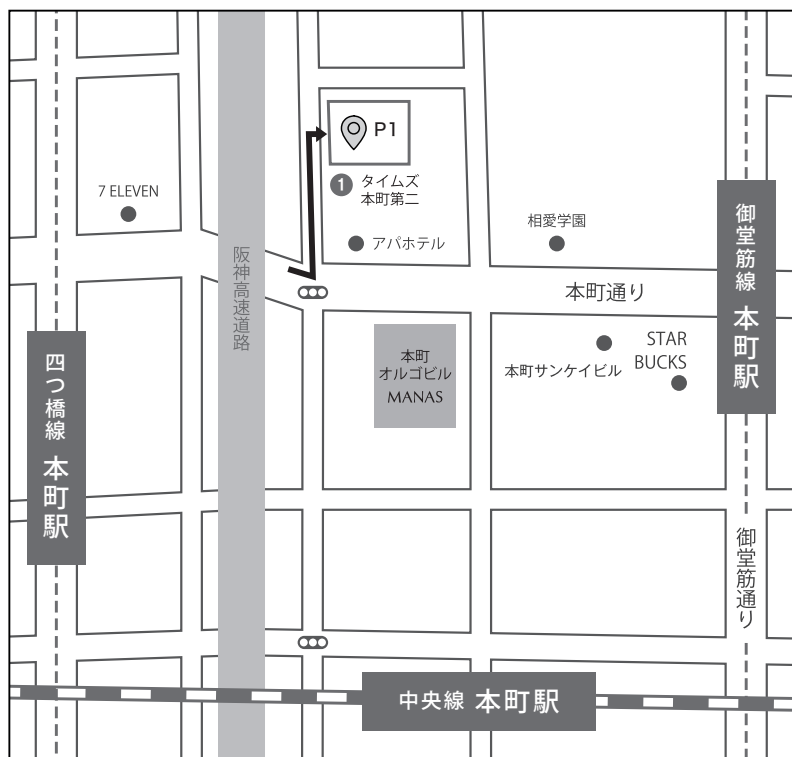 P1
1 タイムズ
本町第二
7 ELEVEN
アパホテル
相愛学園
阪神高速道路
本町通り
御堂筋線 本町駅
本町
オルゴビル
MANAS
本町サンケイビル
STAR
BUCKS
四つ橋線 本町駅
御堂筋通り
中央線 本町駅